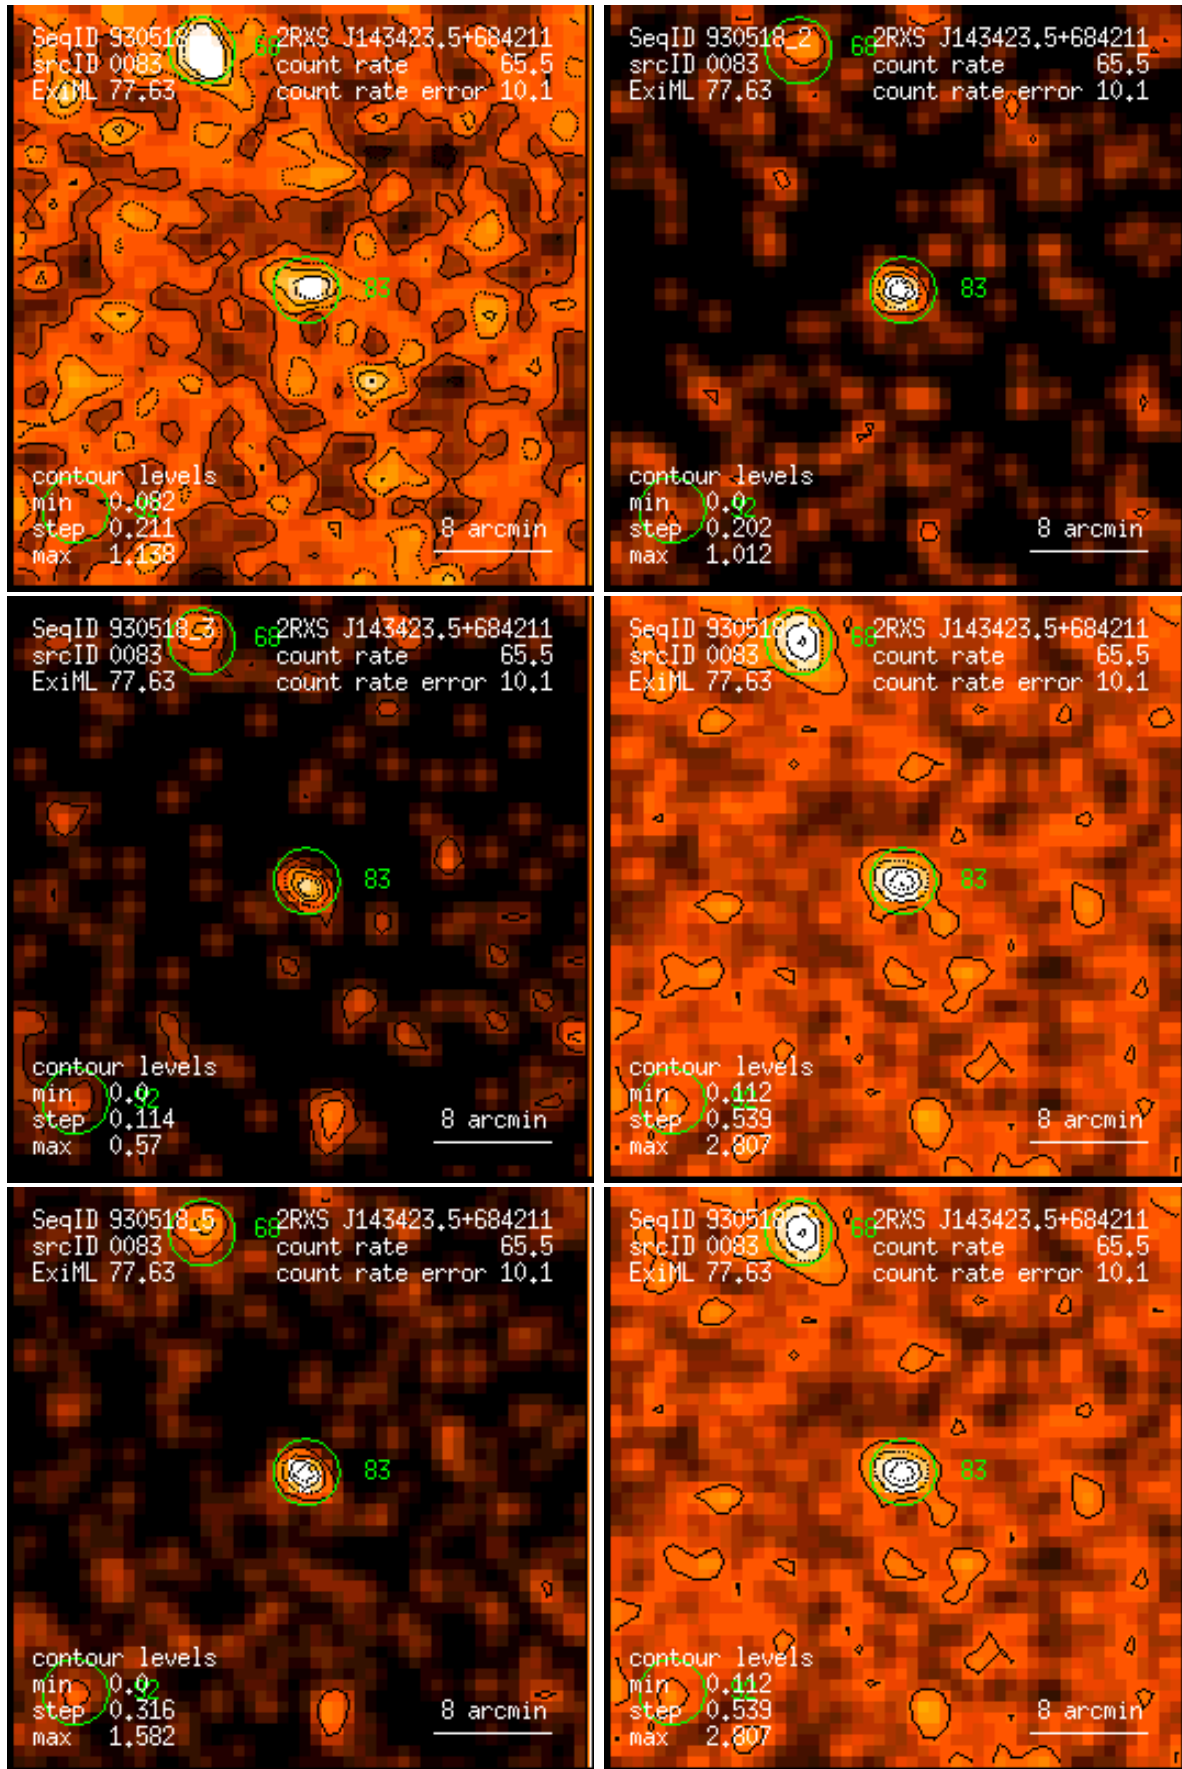 SeqID 930518 2RXS J143423.5+684211
srcID 0083 count rate 65.5
ExiML 77.63 count rate error 10.1
68
83
contour levels
min 0.082
step 0.211
max 1.138
8 arcmin
SeqID 930518_2 2RXS J143423.5+684211
srcID 0083 count rate 65.5
ExiML 77.63 count rate error 10.1
68
83
contour levels
min 0.0
92
step 0.202
max 1.012
8 arcmin
SeqID 930518_3 2RXS J143423.5+684211
srcID 0083 count rate 65.5
ExiML 77.63 count rate error 10.1
68
83
contour levels
min 0.0
92
step 0.114
max 0.57
8 arcmin
SeqID 930518 2RXS J143423.5+684211
srcID 0083 count rate 65.5
ExiML 77.63 count rate error 10.1
68
83
contour levels
min 0.112
step 0.539
max 2.807
8 arcmin
SeqID 930518_5 2RXS J143423.5+684211
srcID 0083 count rate 65.5
ExiML 77.63 count rate error 10.1
68
83
contour levels
min 0.0
92
step 0.316
max 1.582
8 arcmin
SeqID 930518 2RXS J143423.5+684211
srcID 0083 count rate 65.5
ExiML 77.63 count rate error 10.1
68
83
contour levels
min 0.112
step 0.539
max 2.807
8 arcmin